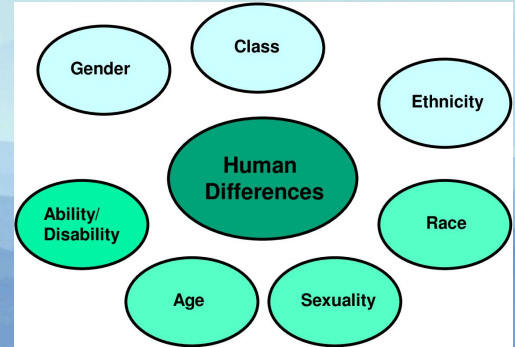 Class
Gender
Ethnicity
Human
Differences
Ability/
Disability
Race
Age
Sexuality